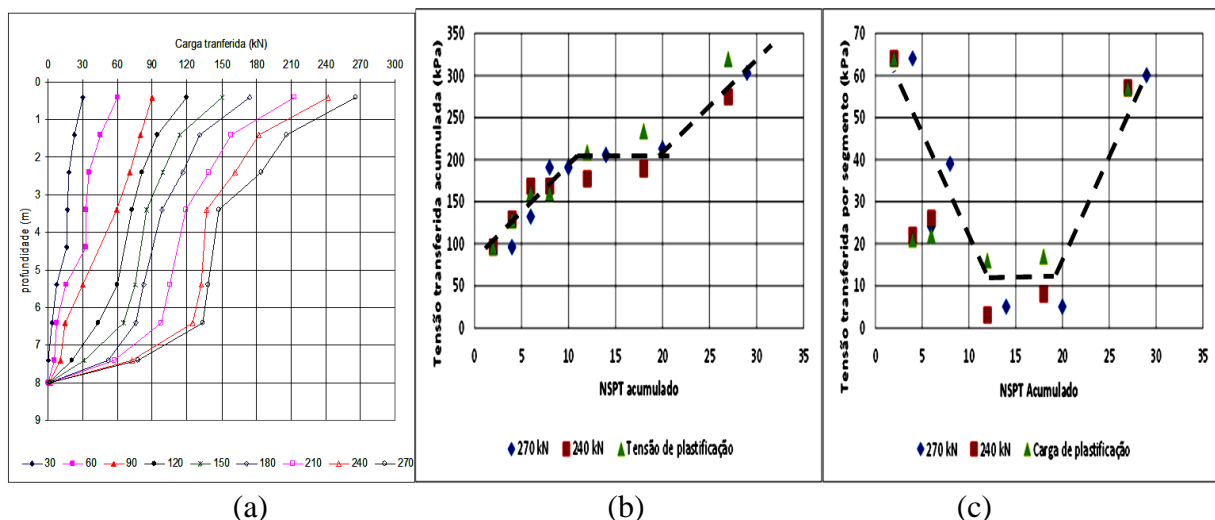 Carga tranferida (kN)
0 30 60 90 120 150 180 210 240 270 300
profundidade (m)
0
1
2
3
4
5
6
7
8
9
30 60 90 120 150 180 210 240 270
(a)
Tensão transferida acumulada (kPa)
350
300
250
200
150
100
50
0
0 5 10 15 20 25 30
NSPT acumulado
270 kN 240 kN Tensão de plastificação
(b)
Tensão transferida por segmento (kPa)
70
60
50
40
30
20
10
0
0 5 10 15 20 25 30 35
NSPT Acumulado
270 kN 240 kN Carga de plastificação
(c)